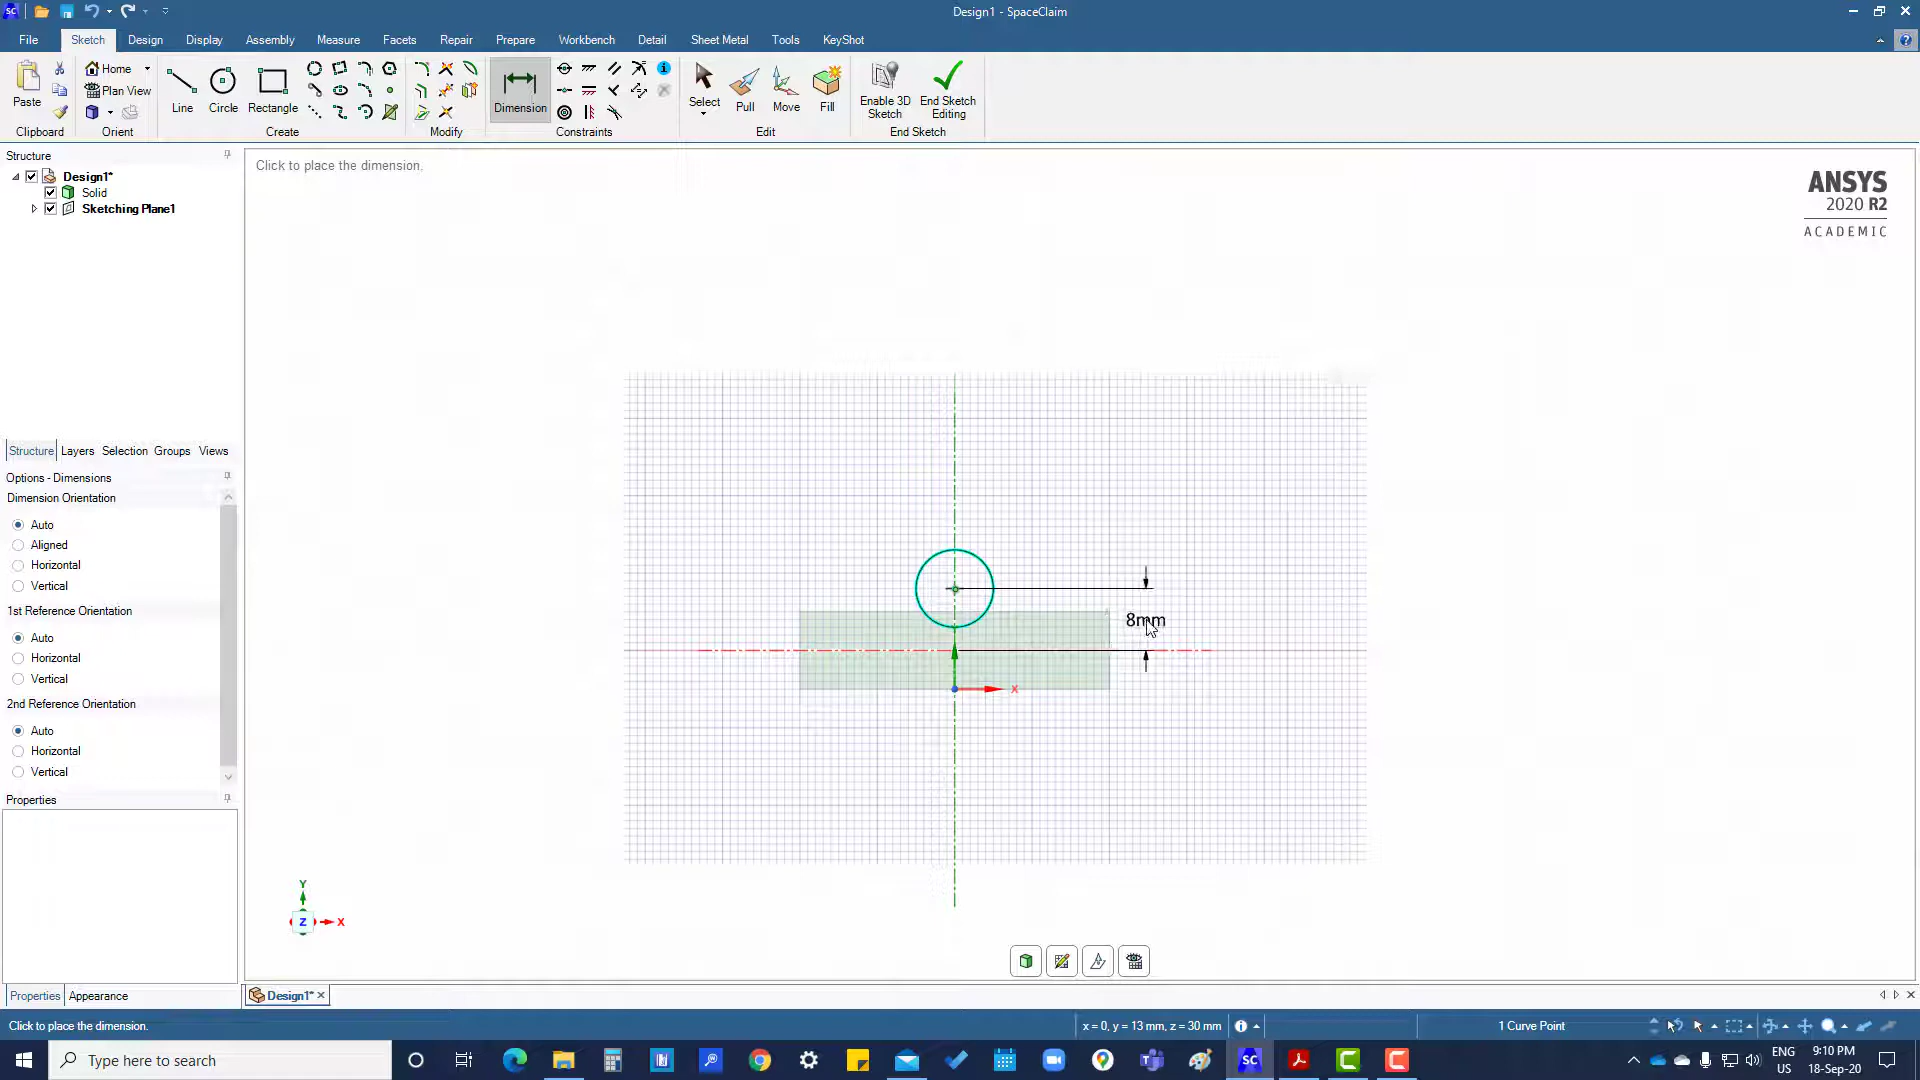 Design1 - SpaceClaim
File Sketch Design Display Assembly Measure Facets Repair Prepare Workbench Detail Sheet Metal Tools KeyShot
Paste
Home
Plan View
Line Circle Rectangle
Dimension
Select Pull Move Fill
Enable 3D Sketch
End Sketch Editing
Clipboard Orient Create Modify Constraints Edit End Sketch
Structure
Design1*
Solid
Sketching Plane1
Click to place the dimension.
ANSYS
2020 R2
ACADEMIC
Structure Layers Selection Groups Views
Options - Dimensions
Dimension Orientation
Auto
Aligned
Horizontal
Vertical
1st Reference Orientation
Auto
Horizontal
Vertical
2nd Reference Orientation
Auto
Horizontal
Vertical
Properties
8mm
X
Y
Z
X
Properties Appearance
Design1*
Click to place the dimension.
x = 0, y = 13 mm, z = 30 mm
1 Curve Point
Type here to search
SC
ENG
US
9:10 PM
18-Sep-20